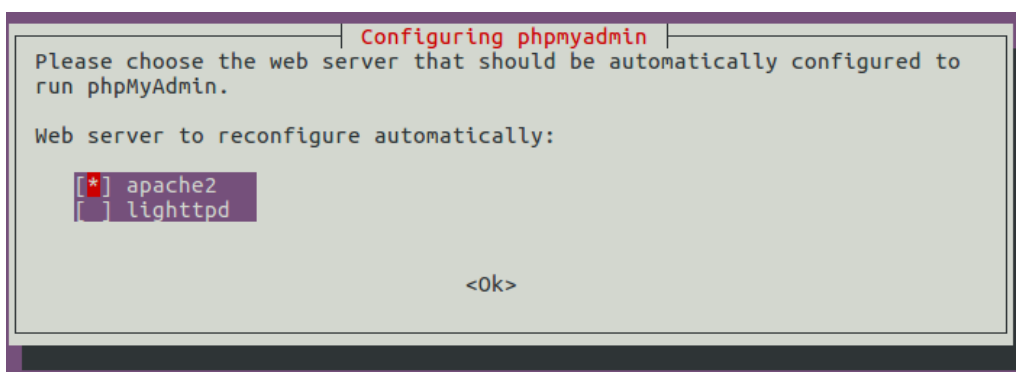 Configuring phpmyadmin
Please choose the web server that should be automatically configured to
run phpMyAdmin.
Web server to reconfigure automatically:
[*] apache2
[ ] lighttpd
<Ok>